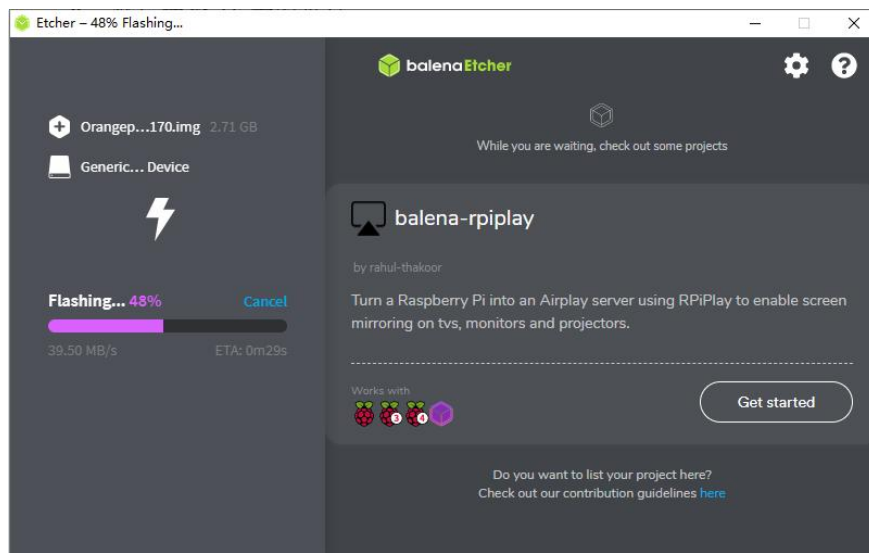 Etcher – 48% Flashing...
balenaEtcher
While you are waiting, check out some projects
Orangep...170.img 2.71 GB
Generic... Device
Flashing... 48% Cancel
39.50 MB/s ETA: 0m29s
balena-rpiplay
by rahul-thakoor
Turn a Raspberry Pi into an Airplay server using RPiPlay to enable screen
mirroring on tvs, monitors and projectors.
Works with
3 4
Get started
Do you want to list your project here?
Check out our contribution guidelines here